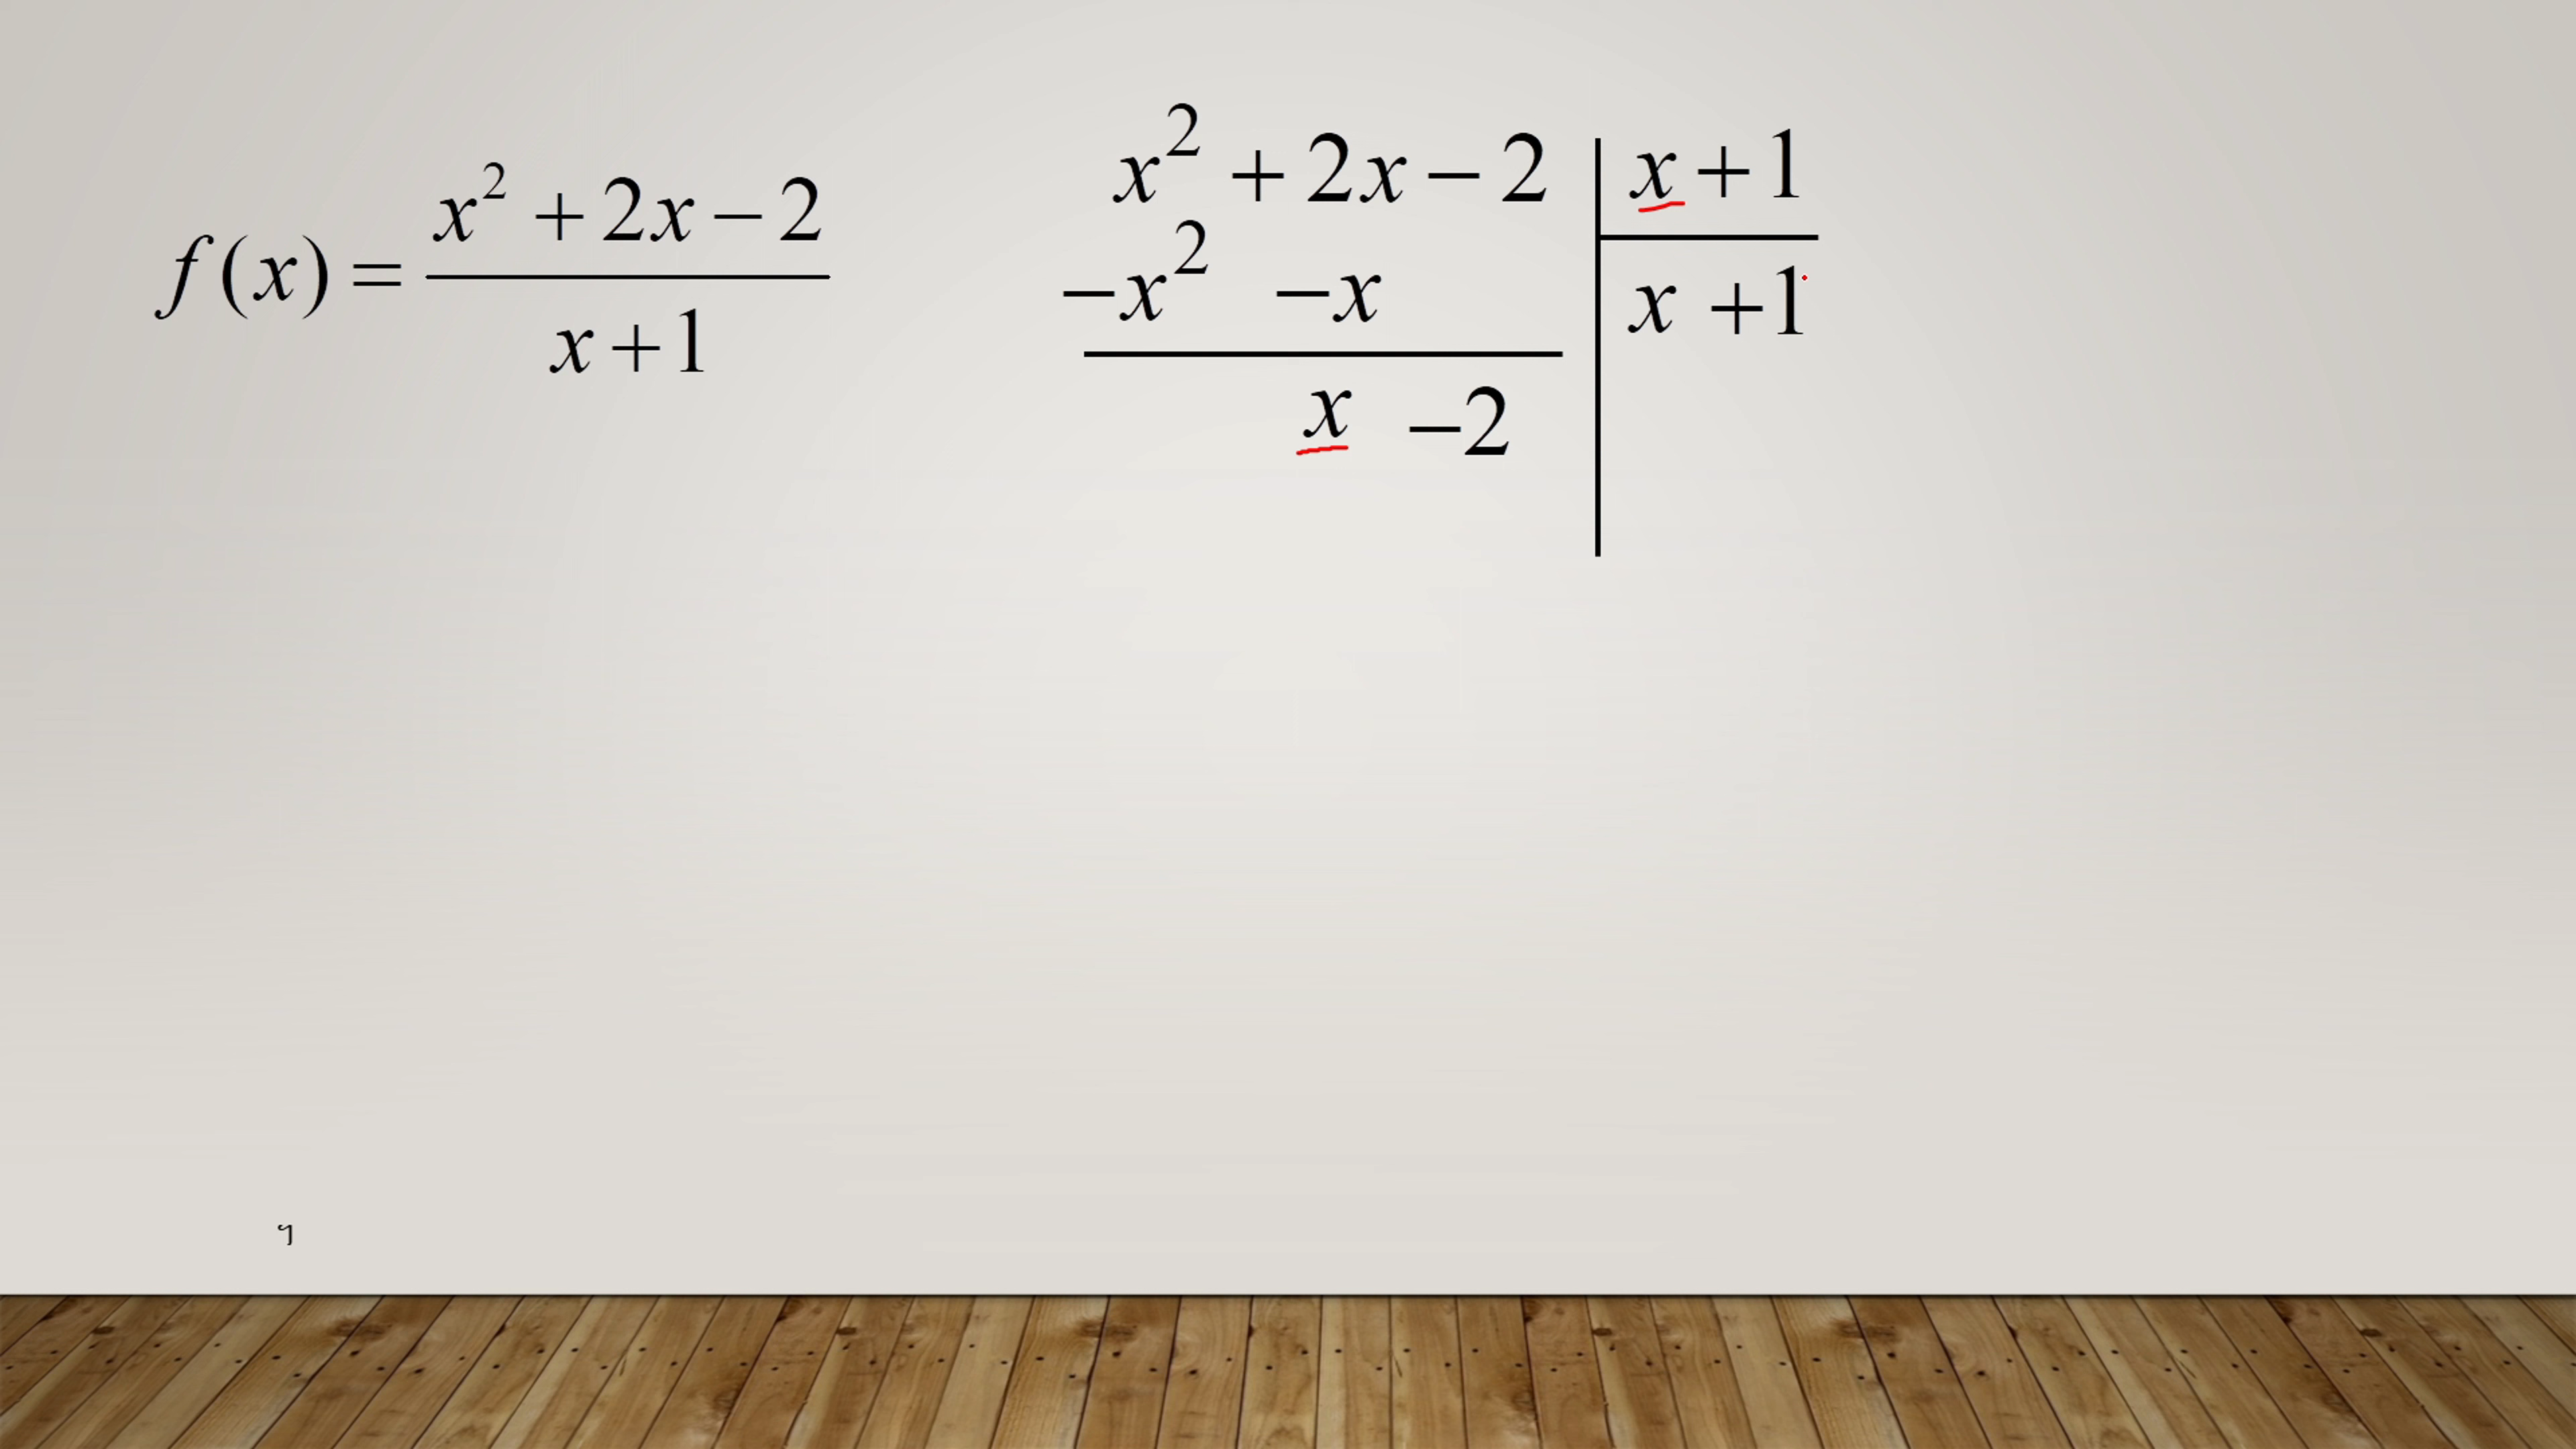 f(x) = (x² + 2x − 2)/(x + 1)
x² + 2x − 2 | x + 1
−x² −x | x +1
x −2